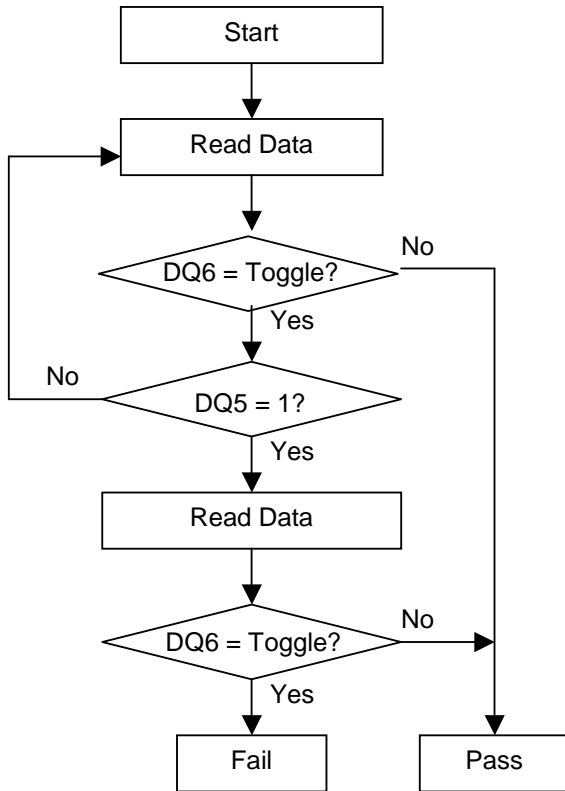 Start
Read Data
DQ6 = Toggle?
No
Yes
No
DQ5 = 1?
Yes
Read Data
DQ6 = Toggle?
No
Yes
Fail
Pass